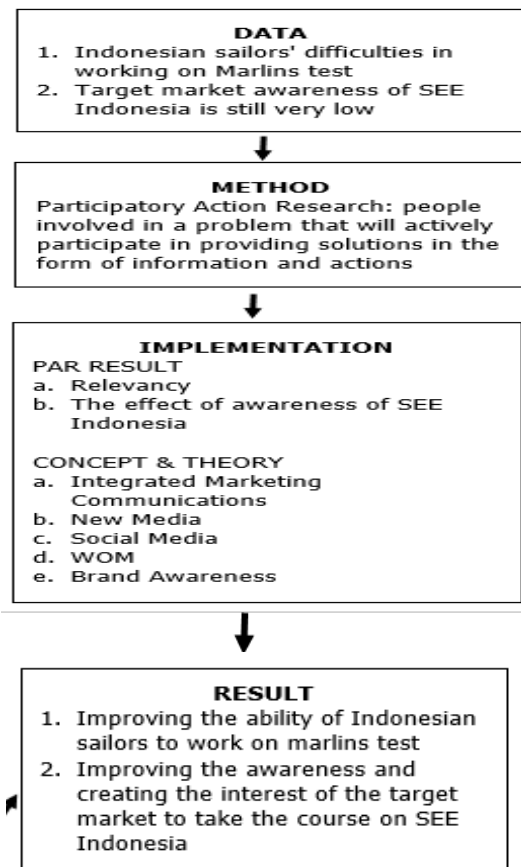 DATA
1. Indonesian sailors' difficulties in
working on Marlins test
2. Target market awareness of SEE
Indonesia is still very low
METHOD
Participatory Action Research: people
involved in a problem that will actively
participate in providing solutions in the
form of information and actions
IMPLEMENTATION
PAR RESULT
a. Relevancy
b. The effect of awareness of SEE
Indonesia
CONCEPT & THEORY
a. Integrated Marketing
Communications
b. New Media
c. Social Media
d. WOM
e. Brand Awareness
RESULT
1. Improving the ability of Indonesian
sailors to work on marlins test
2. Improving the awareness and
creating the interest of the target
market to take the course on SEE
Indonesia